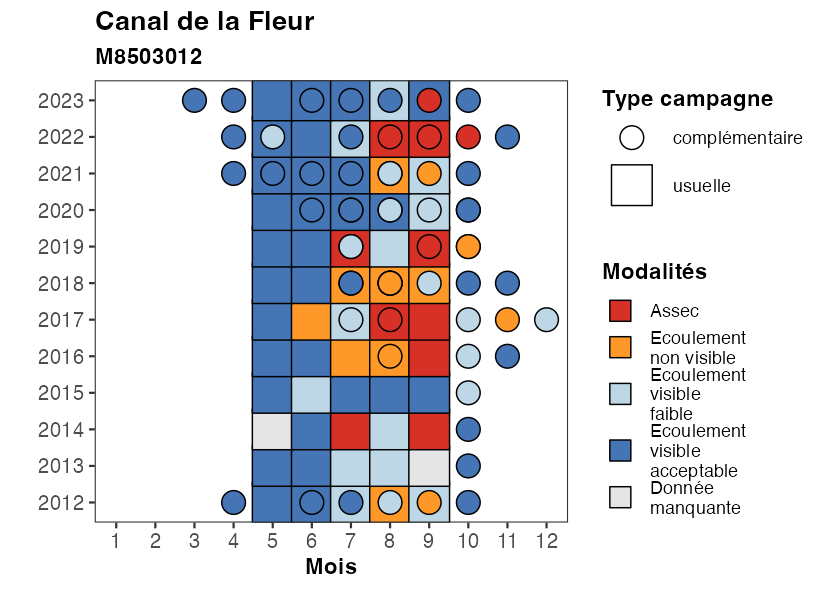 Canal de la Fleur
M8503012
2023
2022
2021
2020
2019
2018
2017
2016
2015
2014
2013
2012
1 2 3 4 5 6 7 8 9 10 11 12
Mois
Type campagne
complémentaire
usuelle
Modalités
Assec
Ecoulement
non visible
Ecoulement
visible
faible
Ecoulement
visible
acceptable
Donnée
manquante